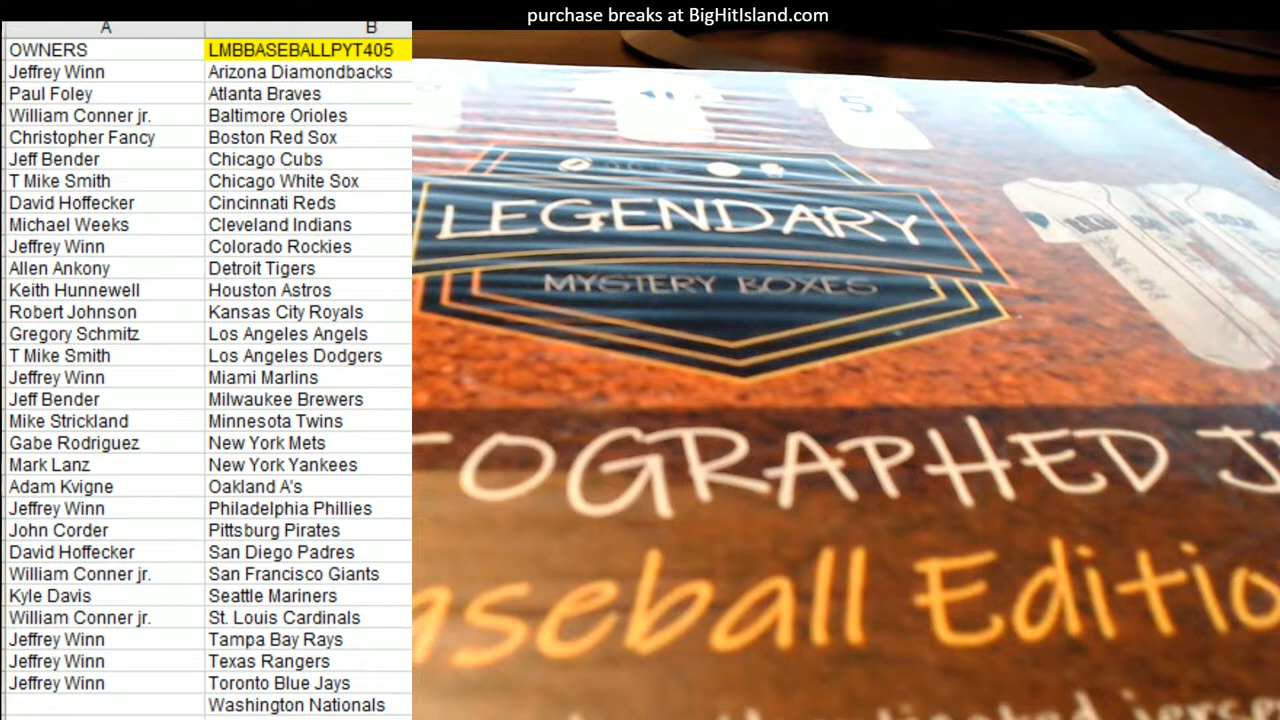 purchase breaks at BigHitIsland.com
A B
OWNERS LMBBASEBALLPYT405
Jeffrey Winn Arizona Diamondbacks
Paul Foley Atlanta Braves
William Conner jr. Baltimore Orioles
Christopher Fancy Boston Red Sox
Jeff Bender Chicago Cubs
T Mike Smith Chicago White Sox
David Hoffecker Cincinnati Reds
Michael Weeks Cleveland Indians
Jeffrey Winn Colorado Rockies
Allen Ankony Detroit Tigers
Keith Hunnewell Houston Astros
Robert Johnson Kansas City Royals
Gregory Schmitz Los Angeles Angels
T Mike Smith Los Angeles Dodgers
Jeffrey Winn Miami Marlins
Jeff Bender Milwaukee Brewers
Mike Strickland Minnesota Twins
Gabe Rodriguez New York Mets
Mark Lanz New York Yankees
Adam Kvigne Oakland A's
Jeffrey Winn Philadelphia Phillies
John Corder Pittsburg Pirates
David Hoffecker San Diego Padres
William Conner jr. San Francisco Giants
Kyle Davis Seattle Mariners
William Conner jr. St. Louis Cardinals
Jeffrey Winn Tampa Bay Rays
Jeffrey Winn Texas Rangers
Jeffrey Winn Toronto Blue Jays
Washington Nationals
5
LEGENDARY
MYSTERY BOXES
RED SOX
TOGRAPHED J
aseball Editio